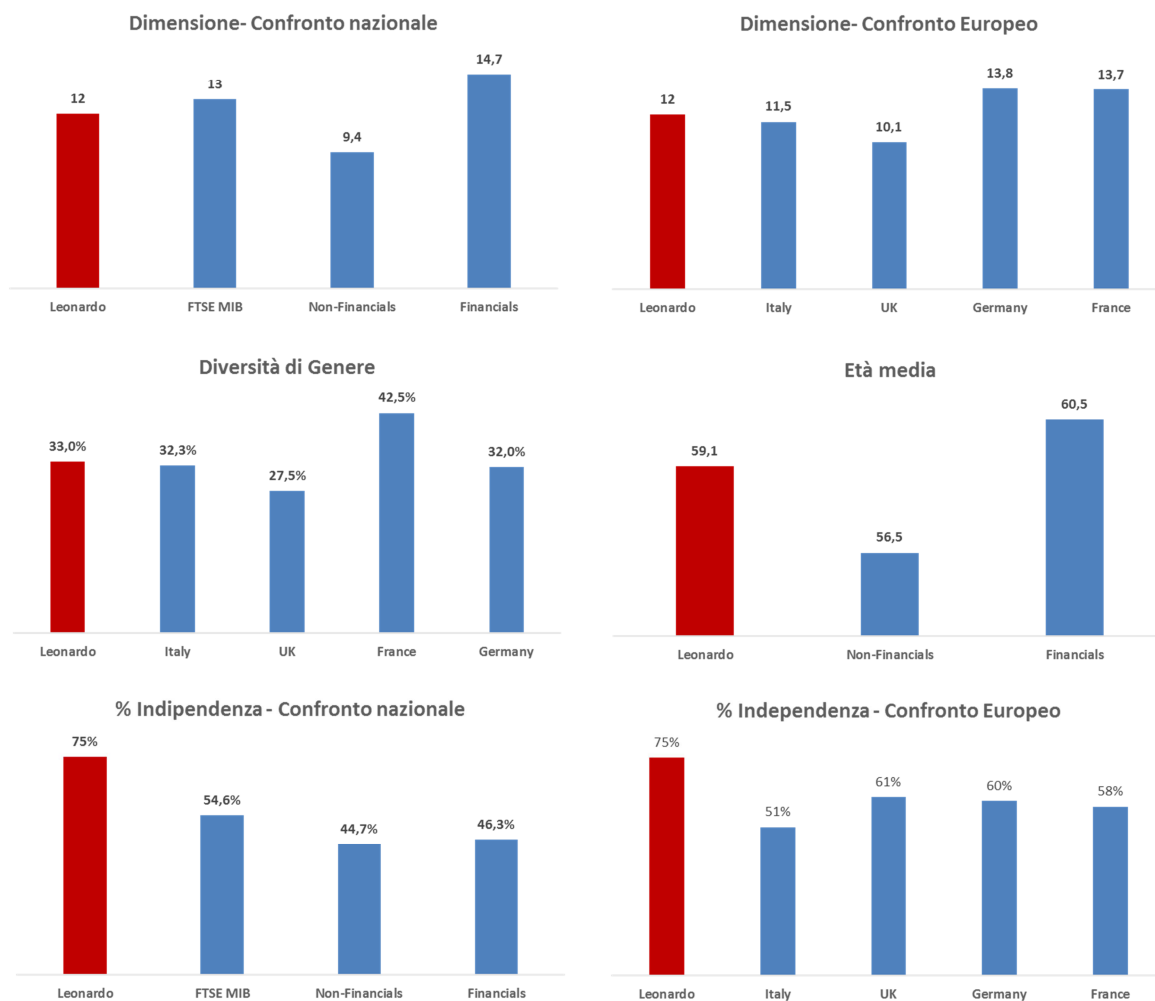 Dimensione- Confronto nazionale
12
13
9,4
14,7
Leonardo
FTSE MIB
Non-Financials
Financials
Dimensione- Confronto Europeo
12
11,5
10,1
13,8
13,7
Leonardo
Italy
UK
Germany
France
Diversità di Genere
33,0%
32,3%
27,5%
42,5%
32,0%
Leonardo
Italy
UK
France
Germany
Età media
59,1
56,5
60,5
Leonardo
Non-Financials
Financials
% Indipendenza - Confronto nazionale
75%
54,6%
44,7%
46,3%
Leonardo
FTSE MIB
Non-Financials
Financials
% Independenza - Confronto Europeo
75%
51%
61%
60%
58%
Leonardo
Italy
UK
Germany
France